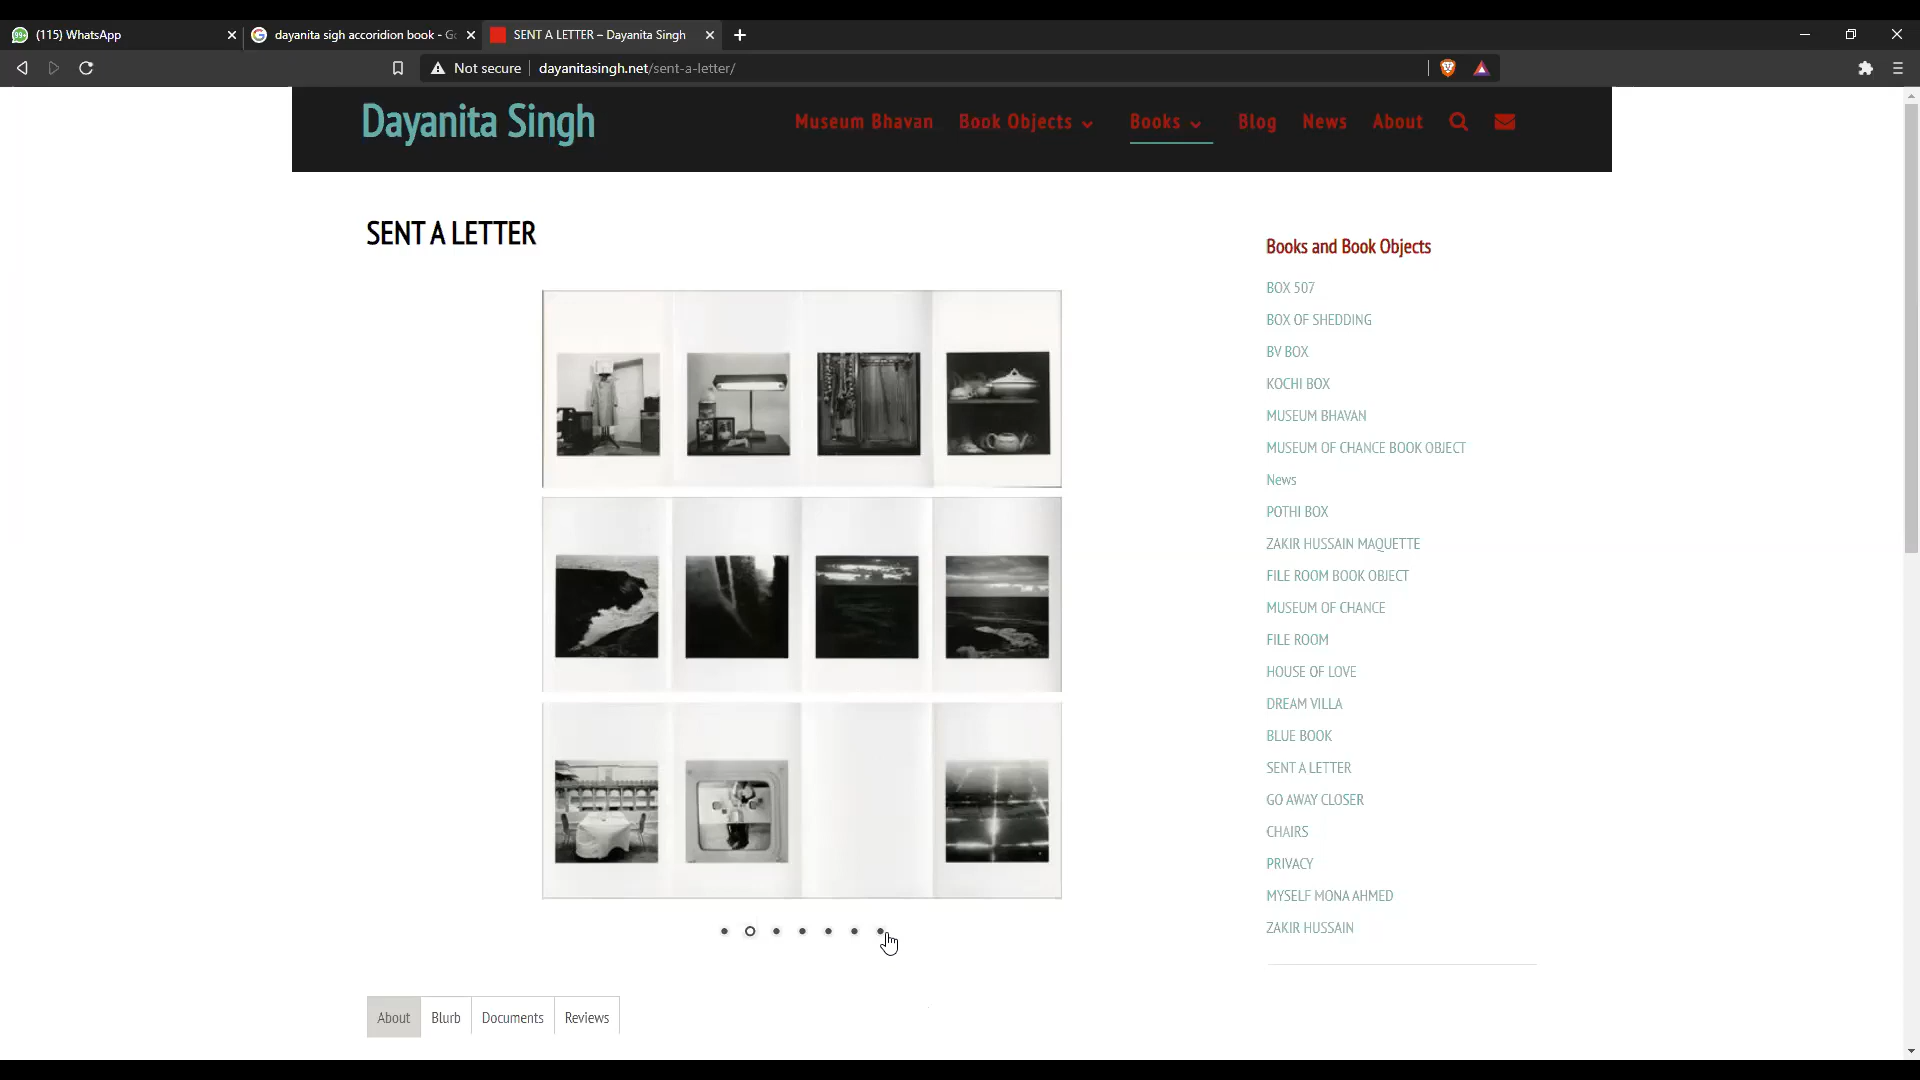 (115) WhatsApp
dayanita sigh accoridion book - Go
SENT A LETTER – Dayanita Singh
Not secure
dayanitasingh.net/sent-a-letter/
Dayanita Singh
Museum Bhavan
Book Objects
Books
Blog
News
About
SENT A LETTER
Books and Book Objects
BOX 507
BOX OF SHEDDING
BV BOX
KOCHI BOX
MUSEUM BHAVAN
MUSEUM OF CHANCE BOOK OBJECT
News
POTHI BOX
ZAKIR HUSSAIN MAQUETTE
FILE ROOM BOOK OBJECT
MUSEUM OF CHANCE
FILE ROOM
HOUSE OF LOVE
DREAM VILLA
BLUE BOOK
SENT A LETTER
GO AWAY CLOSER
CHAIRS
PRIVACY
MYSELF MONA AHMED
ZAKIR HUSSAIN
About
Blurb
Documents
Reviews